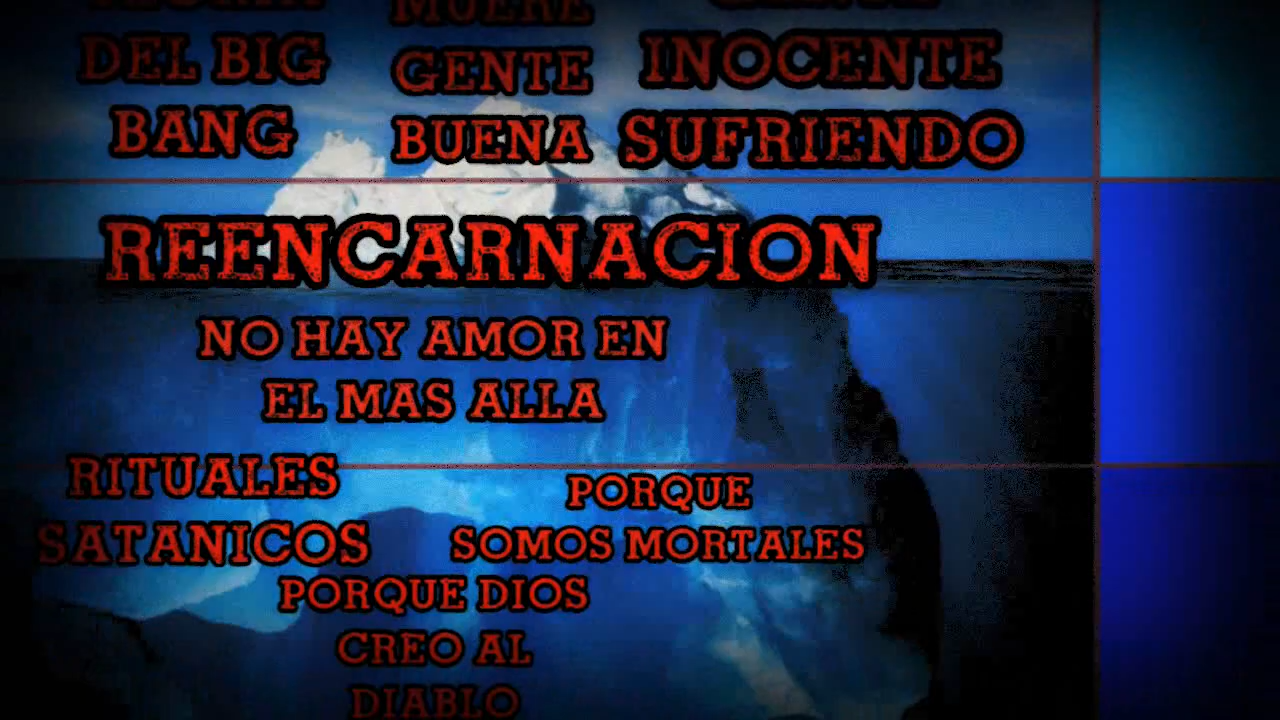 DEL BIG
BANG
MUERE
GENTE
BUENA
INOCENTE
SUFRIENDO
REENCARNACION
NO HAY AMOR EN
EL MAS ALLA
RITUALES
SATANICOS
PORQUE
SOMOS MORTALES
PORQUE DIOS
CREO AL
DIABLO